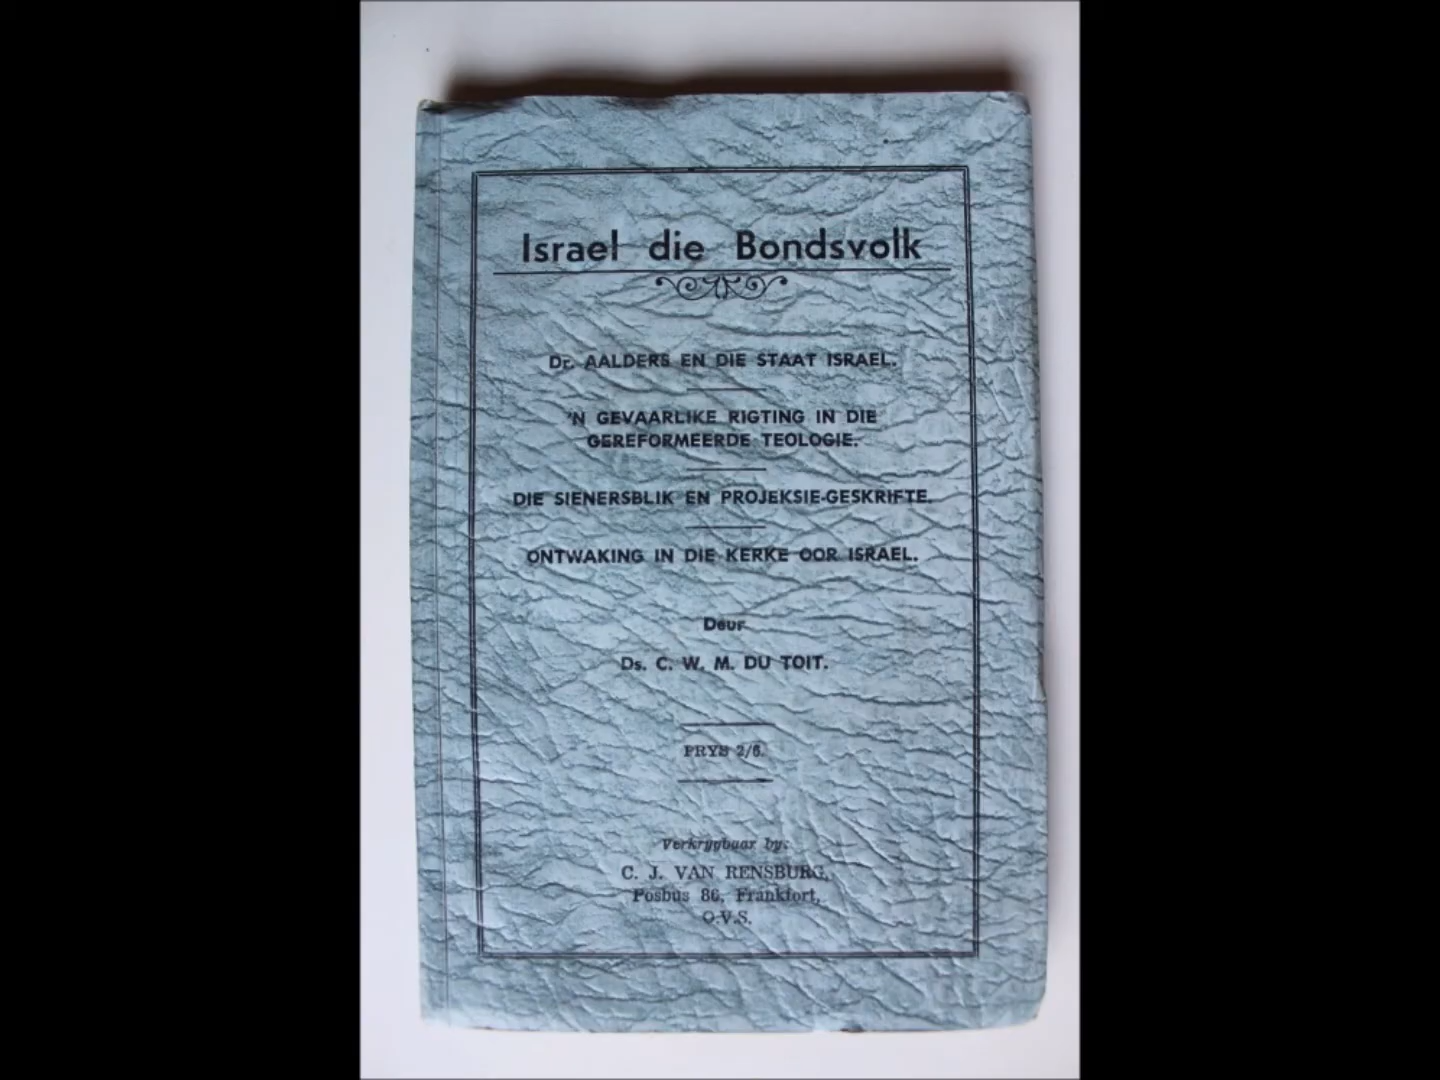 Israel die Bondsvolk
Dr. AALDERS EN DIE STAAT ISRAEL.
'N GEVAARLIKE RIGTING IN DIE
GEREFORMEERDE TEOLOGIE.
DIE SIENERSBLIK EN PROJEKSIE-GESKRIFTE.
ONTWAKING IN DIE KERKE OOR ISRAEL.
Deur
Ds. C. W. M. DU TOIT.
PRYS 2/6.
Verkrygbaar by:
C. J. VAN RENSBURG,
Posbus 86, Frankfort,
O.V.S.